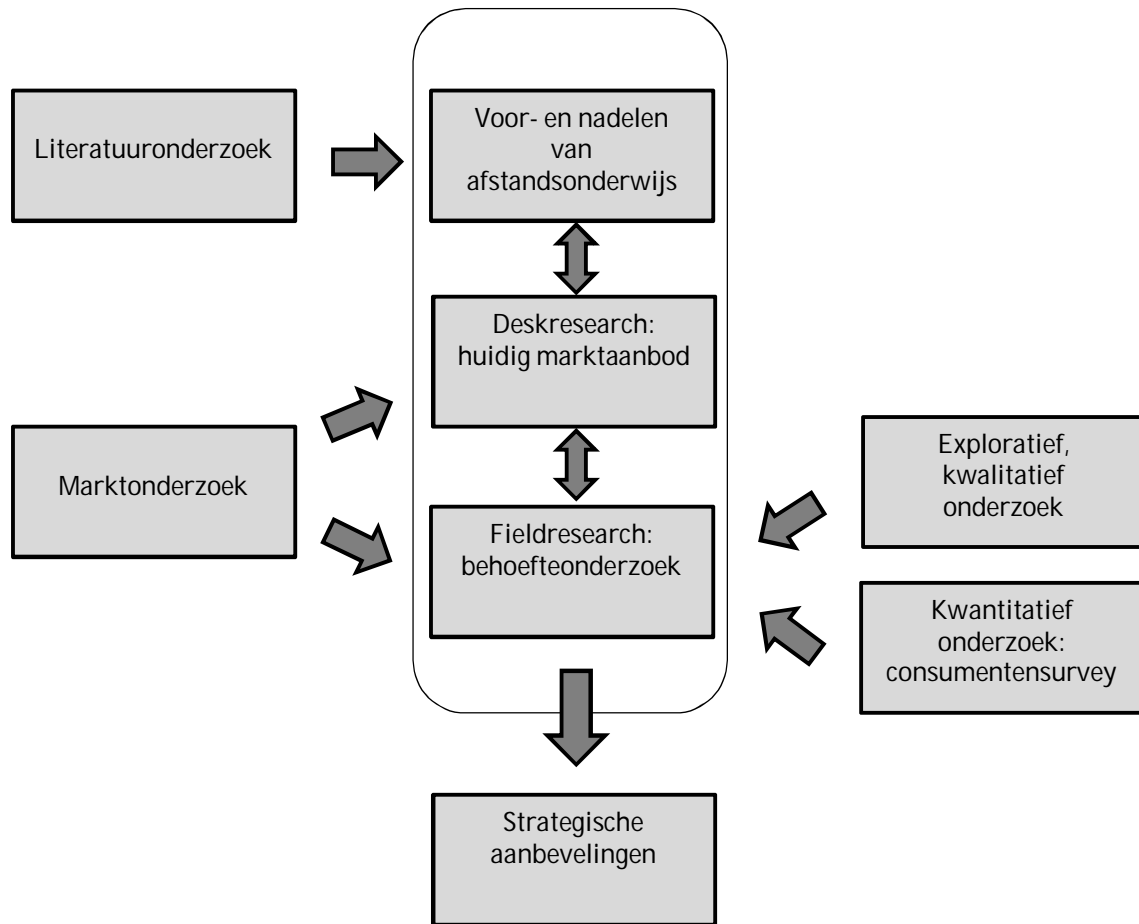 Literatuuronderzoek
Voor- en nadelen
van
afstandsonderwijs
Deskresearch:
huidig marktaanbod
Marktonderzoek
Fieldresearch:
behoefteonderzoek
Exploratief,
kwalitatief
onderzoek
Kwantitatief
onderzoek:
consumentensurvey
Strategische
aanbevelingen